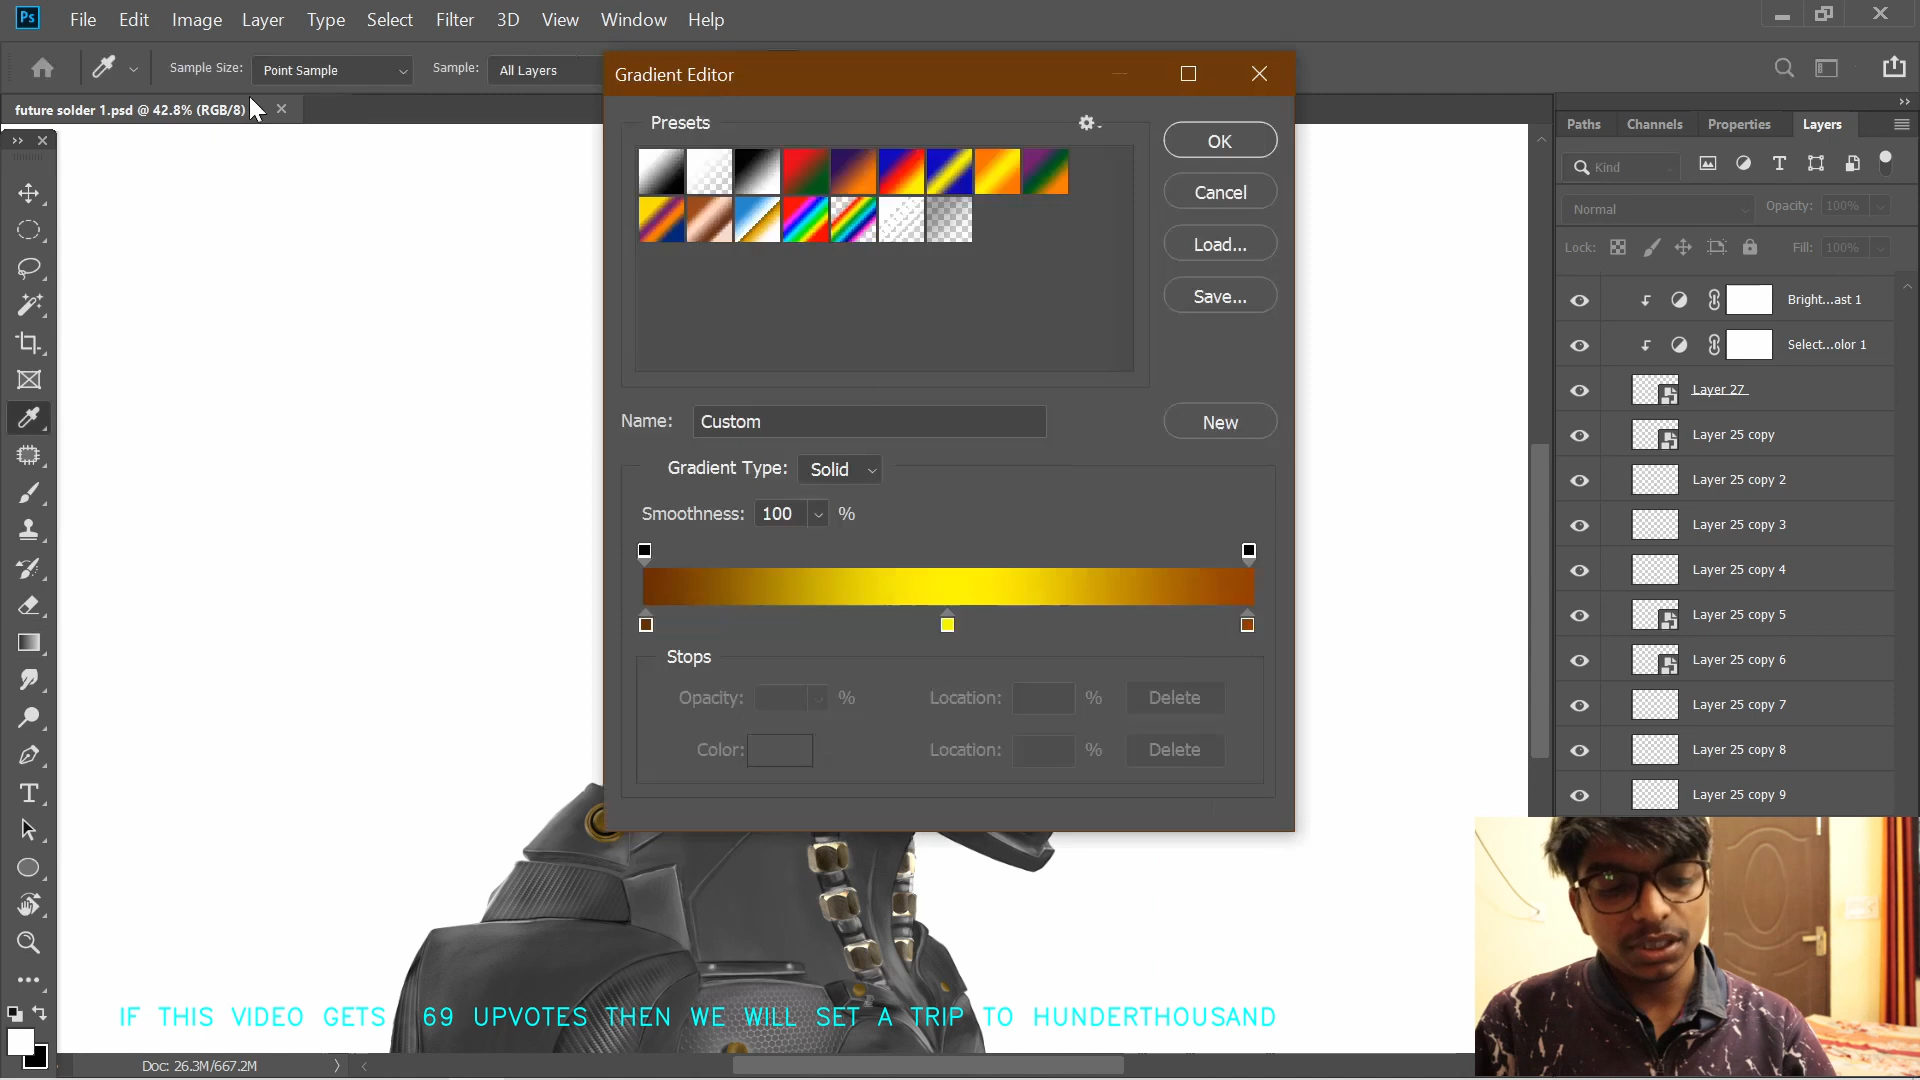 Ps File Edit Image Layer Type Select Filter 3D View Window Help
Sample Size: Point Sample Sample: All Layers
future solder 1.psd @ 42.8% (RGB/8)
Gradient Editor
Presets
OK
Cancel
Load...
Save...
Name: Custom
New
Gradient Type: Solid
Smoothness: 100 %
Stops
Opacity: % Location: % Delete
Color: Location: % Delete
Paths Channels Properties Layers
Kind
Normal Opacity: 100%
Lock: Fill: 100%
Bright...ast 1
Select...olor 1
Layer 27
Layer 25 copy
Layer 25 copy 2
Layer 25 copy 3
Layer 25 copy 4
Layer 25 copy 5
Layer 25 copy 6
Layer 25 copy 7
Layer 25 copy 8
Layer 25 copy 9
IF THIS VIDEO GETS 69 UPVOTES THEN WE WILL SET A TRIP TO HUNDERTHOUSAND
Doc: 26.3M/667.2M